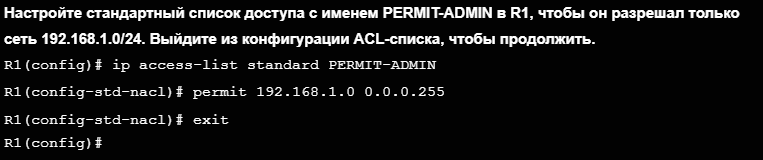 Настройте стандартный список доступа с именем PERMIT-ADMIN в R1, чтобы он разрешал только
сеть 192.168.1.0/24. Выйдите из конфигурации ACL-списка, чтобы продолжить.
R1(config)# ip access-list standard PERMIT-ADMIN
R1(config-std-nacl)# permit 192.168.1.0 0.0.0.255
R1(config-std-nacl)# exit
R1(config)#